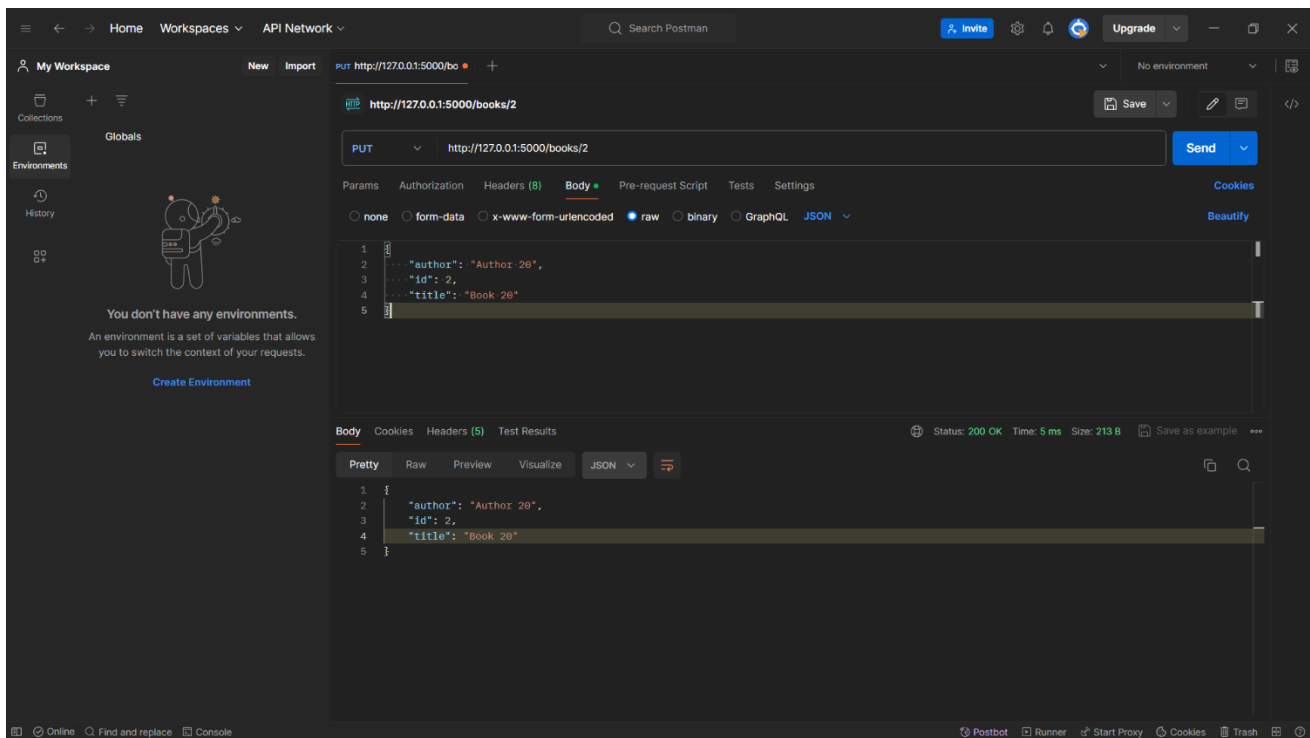 Home Workspaces API Network Search Postman Invite Upgrade
My Workspace New Import PUT http://127.0.0.1:5000/bo No environment
Collections
Environments
History
Globals
You don't have any environments.
An environment is a set of variables that allows
you to switch the context of your requests.
Create Environment
HTTP http://127.0.0.1:5000/books/2 Save </>
PUT http://127.0.0.1:5000/books/2 Send
Params Authorization Headers (8) Body Pre-request Script Tests Settings Cookies
none form-data x-www-form-urlencoded raw binary GraphQL JSON Beautify
1 {
2 "author": "Author 20",
3 "id": 2,
4 "title": "Book 20"
5 }
Body Cookies Headers (5) Test Results Status: 200 OK Time: 5 ms Size: 213 B Save as example
Pretty Raw Preview Visualize JSON
1 {
2 "author": "Author 20",
3 "id": 2,
4 "title": "Book 20"
5 }
Online Find and replace Console Postbot Runner Start Proxy Cookies Trash